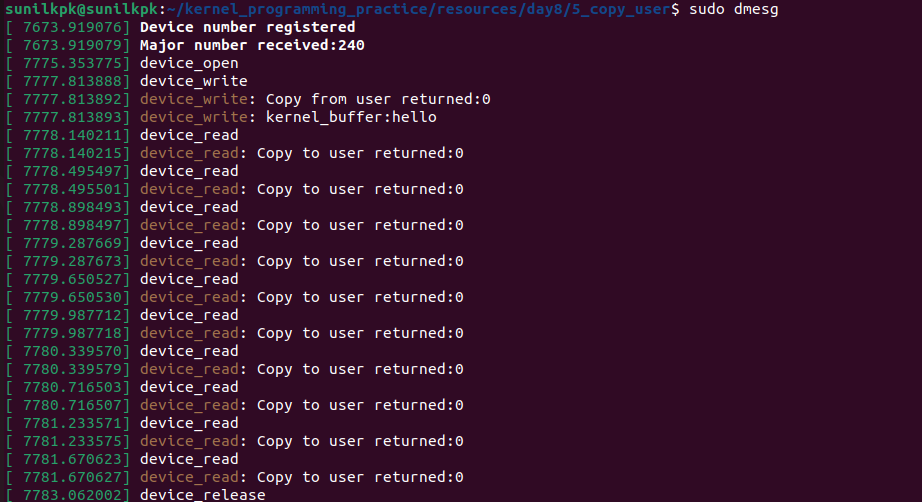 sunilkpk@sunilkpk:~/kernel_programming_practice/resources/day8/5_copy_user$ sudo dmesg
[ 7673.919076] Device number registered
[ 7673.919079] Major number received:240
[ 7775.353775] device_open
[ 7777.813888] device_write
[ 7777.813892] device_write: Copy from user returned:0
[ 7777.813893] device_write: kernel_buffer:hello
[ 7778.140211] device_read
[ 7778.140215] device_read: Copy to user returned:0
[ 7778.495497] device_read
[ 7778.495501] device_read: Copy to user returned:0
[ 7778.898493] device_read
[ 7778.898497] device_read: Copy to user returned:0
[ 7779.287669] device_read
[ 7779.287673] device_read: Copy to user returned:0
[ 7779.650527] device_read
[ 7779.650530] device_read: Copy to user returned:0
[ 7779.987712] device_read
[ 7779.987718] device_read: Copy to user returned:0
[ 7780.339570] device_read
[ 7780.339579] device_read: Copy to user returned:0
[ 7780.716503] device_read
[ 7780.716507] device_read: Copy to user returned:0
[ 7781.233571] device_read
[ 7781.233575] device_read: Copy to user returned:0
[ 7781.670623] device_read
[ 7781.670627] device_read: Copy to user returned:0
[ 7783.062002] device_release